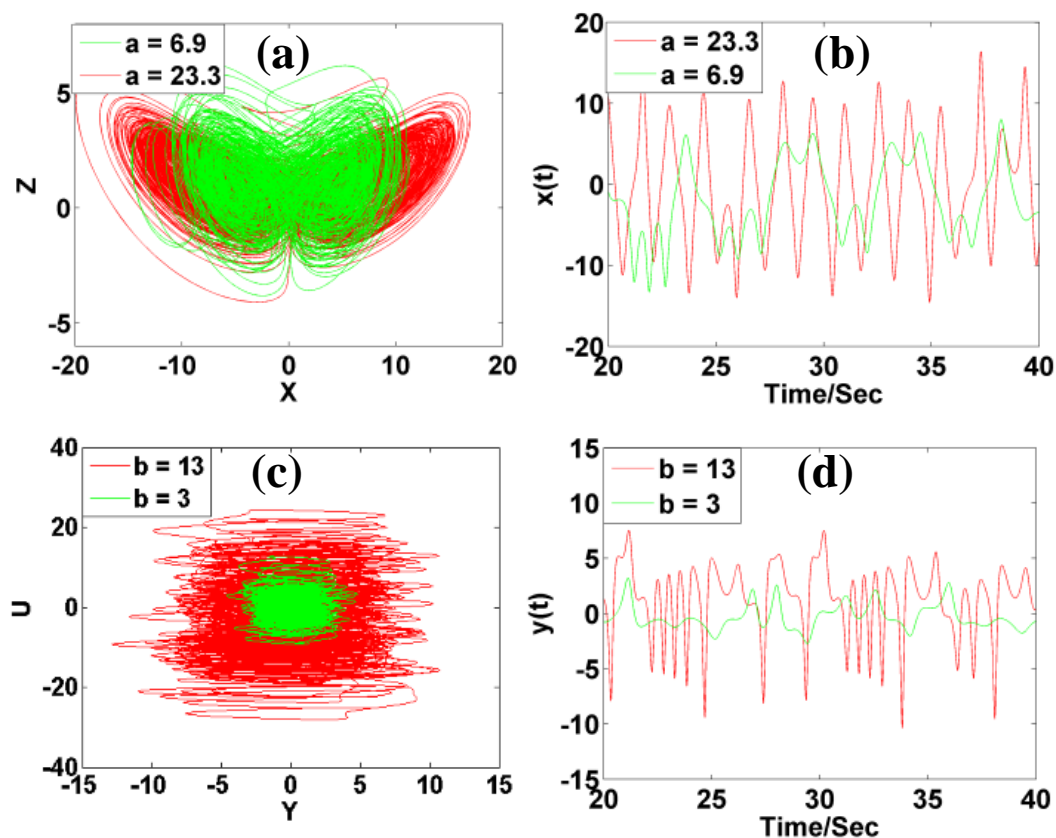 a = 6.9
a = 23.3
(a)
5
0
-5
Z
-20
-10
0
10
20
X
a = 23.3
a = 6.9
(b)
20
10
0
-10
-20
x(t)
20
25
30
35
40
Time/Sec
b = 13
b = 3
(c)
40
20
0
-20
-40
U
-15
-10
-5
0
5
10
15
Y
b = 13
b = 3
(d)
15
10
5
0
-5
-10
-15
y(t)
20
25
30
35
40
Time/Sec